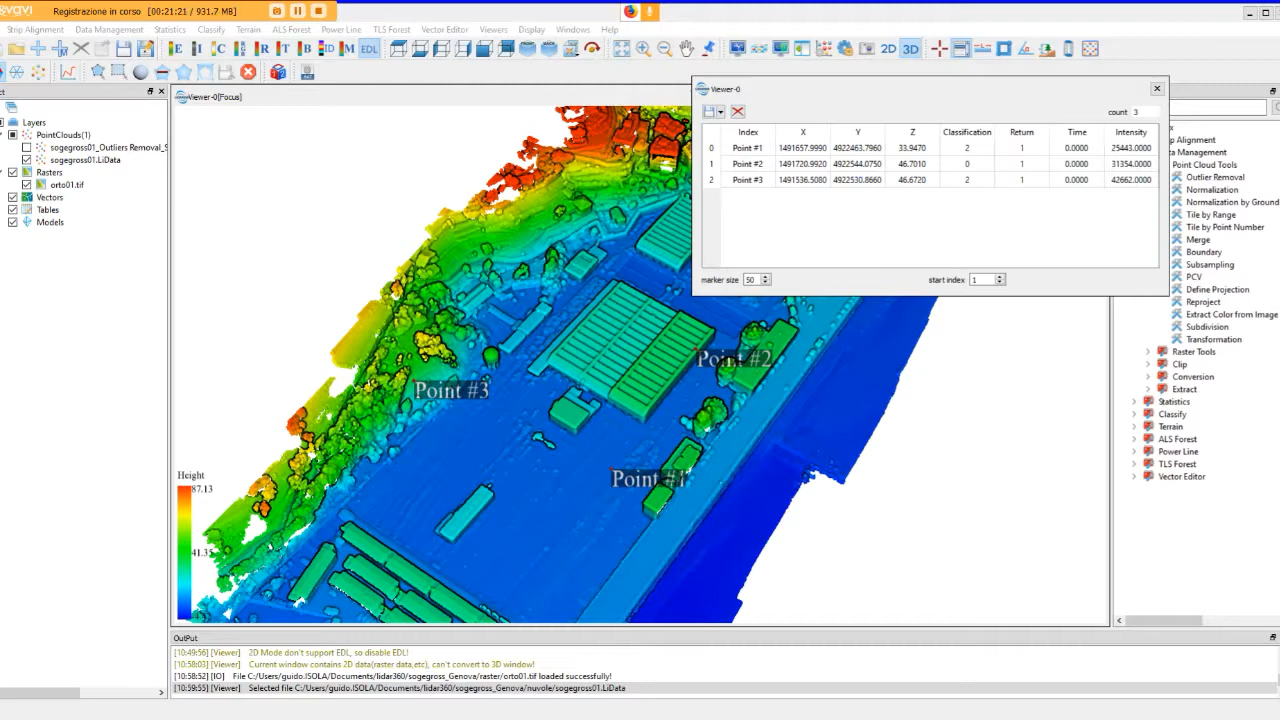 Registrazione in corso [00:21:21 / 931.7 MB]
Strip Alignment Data Management Statistics Classify Terrain ALS Forest Power Line TLS Forest Vector Editor Viewers Display Windows Help
E I C R T B ID M EDL 2D 3D
Viewer-0[Focus]
Layers
PointClouds(1)
sogegross01_Outliers Removal_S
sogegross01.LiData
Rasters
orto01.tif
Vectors
Tables
Models
Viewer-0
count 3
Index X Y Z Classification Return Time Intensity
0 Point #1 1491657.9990 4922463.7960 33.9470 2 1 0.0000 25443.0000
1 Point #2 1491720.9920 4922544.0750 46.7010 0 1 0.0000 31354.0000
2 Point #3 1491536.5080 4922530.8660 46.6720 2 1 0.0000 42662.0000
marker size 50
start index 1
Point #2
Point #3
Point #1
Height
87.13
41.35
Data Management
Point Cloud Tools
Outlier Removal
Normalization
Normalization by Ground
Tile by Range
Tile by Point Number
Merge
Boundary
Subsampling
PCV
Define Projection
Reproject
Extract Color from Image
Subdivision
Transformation
Raster Tools
Clip
Conversion
Extract
Statistics
Classify
Terrain
ALS Forest
Power Line
TLS Forest
Vector Editor
OutPut
[10:49:56] [Viewer] 2D Mode don't support EDL, so disable EDL!
[10:58:03] [Viewer] Current window contains 2D data(raster data,etc), can't convert to 3D window!
[10:58:52] [IO] File C:/Users/guido.ISOLA/Documents/lidar360/sogegross_Genova/raster/orto01.tif loaded successfully!
[10:59:55] [Viewer] Selected file C:/Users/guido.ISOLA/Documents/lidar360/sogegross_Genova/nuvole/sogegross01.LiData